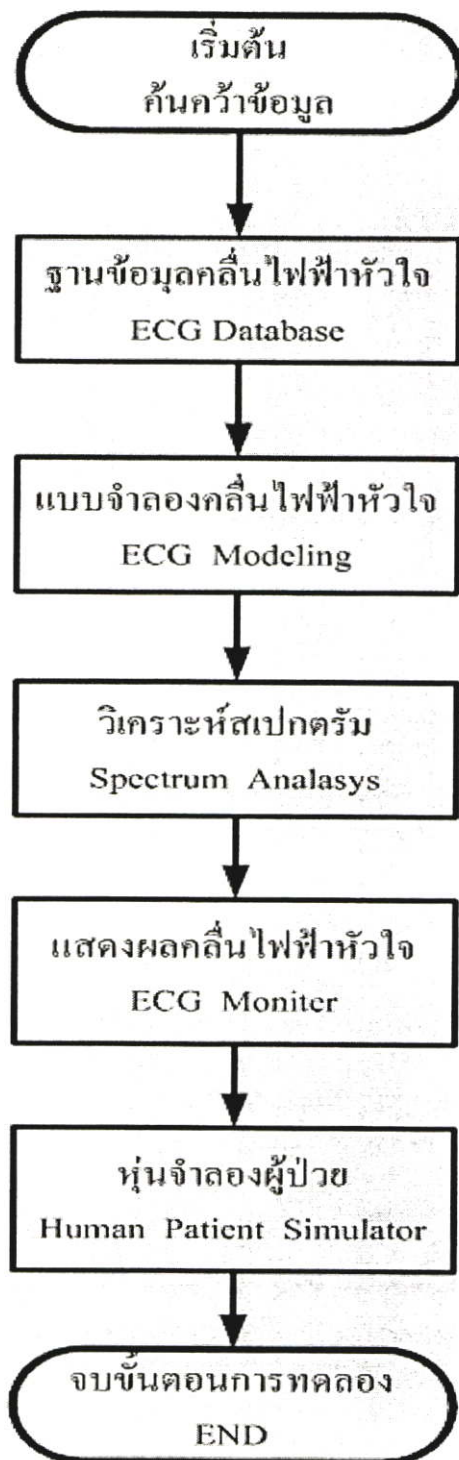 เริ่มต้น
ค้นคว้าข้อมูล
ฐานข้อมุลคลื่นไฟฟ้าหัวใจ
ECG Database
แบบจำลองคลื่นไฟฟ้าหัวใจ
ECG Modeling
วิเคราะห์สเปกตรัม
Spectrum Analasys
แสดงผลคลื่นไฟฟ้าหัวใจ
ECG Moniter
หุ่นจำลองผู้ป่วย
Human Patient Simulator
จบขั้นตอนการทดลอง
END